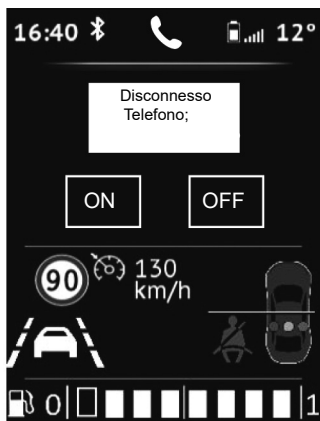 16:40 12°
Disconnesso
Telefono;
ON OFF
90 130
km/h
0 1